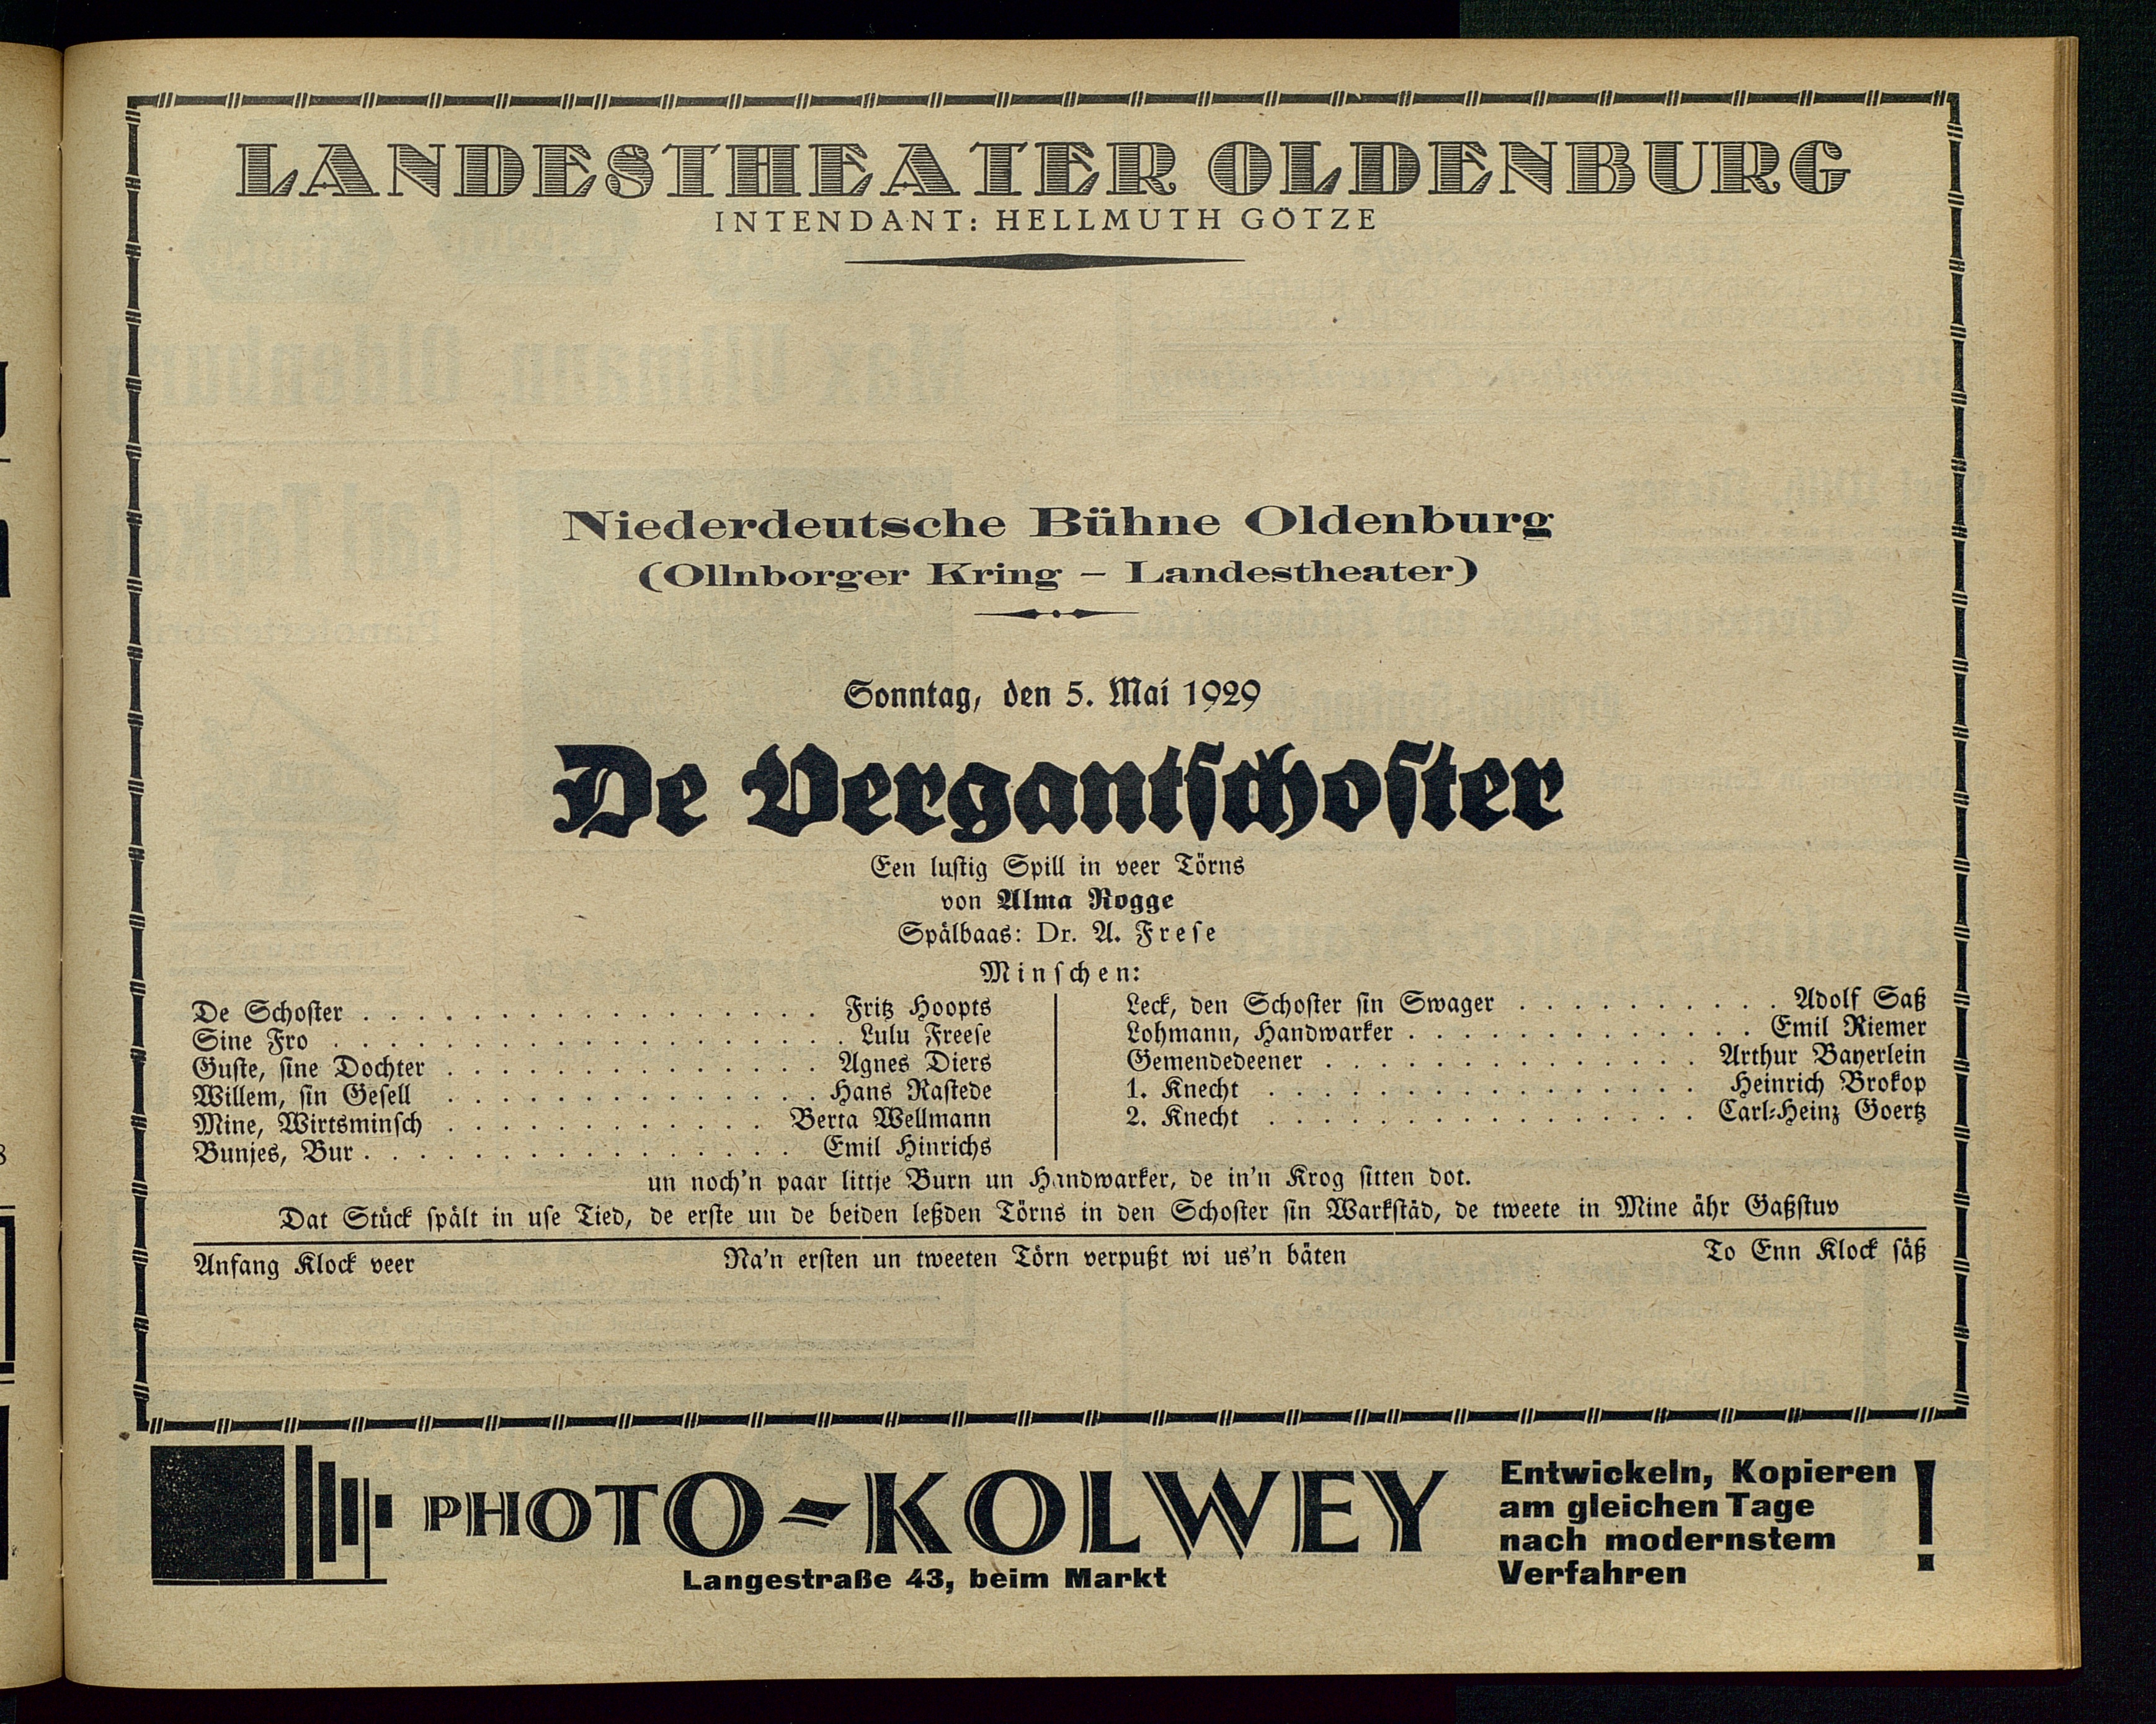 LANDESTHEATER OLDENBURG
INTENDANT: HELLMUTH GÖTZE
Niederdeutsche Bühne Oldenburg
(Ollnborger Kring – Landestheater)
Sonntag, den 5. Mai 1929
De Vergantschoster
Een lustig Spill in veer Törns
von Alma Rogge
Spälbaas: Dr. A. Frese
Minschen:
De Schoster . . . . . . . . . . . . . . . . . Fritz Hoopts
Sine Fro . . . . . . . . . . . . . . . . . . . Lulu Freese
Guste, sine Dochter . . . . . . . . . . . . . . Agnes Diers
Willem, sin Gesell . . . . . . . . . . . . . . Hans Rastede
Mine, Wirtsminsch . . . . . . . . . . . . Berta Wellmann
Bunjes, Bur . . . . . . . . . . . . . . . . Emil Hinrichs
Leck, den Schoster sin Swager . . . . . . . . . . Adolf Saß
Lohmann, Handwarker . . . . . . . . . . . . . Emil Riemer
Gemendedeener . . . . . . . . . . . . . . Arthur Bayerlein
1. Knecht . . . . . . . . . . . . . . . . Heinrich Brokop
2. Knecht . . . . . . . . . . . . . . . . Carl-Heinz Goertz
un noch'n paar littje Burn un Handwarker, de in'n Krog sitten dot.
Dat Stück spält in use Tied, de erste un de beiden leßden Törns in den Schoster sin Warkstäd, de tweete in Mine ähr Gaßstuv
Anfang Klock veer Na'n ersten un tweeten Törn verpußt wi us'n bäten To Enn Klock säß
PHOTO-KOLWEY
Langestraße 43, beim Markt
Entwickeln, Kopieren
am gleichen Tage
nach modernstem
Verfahren !